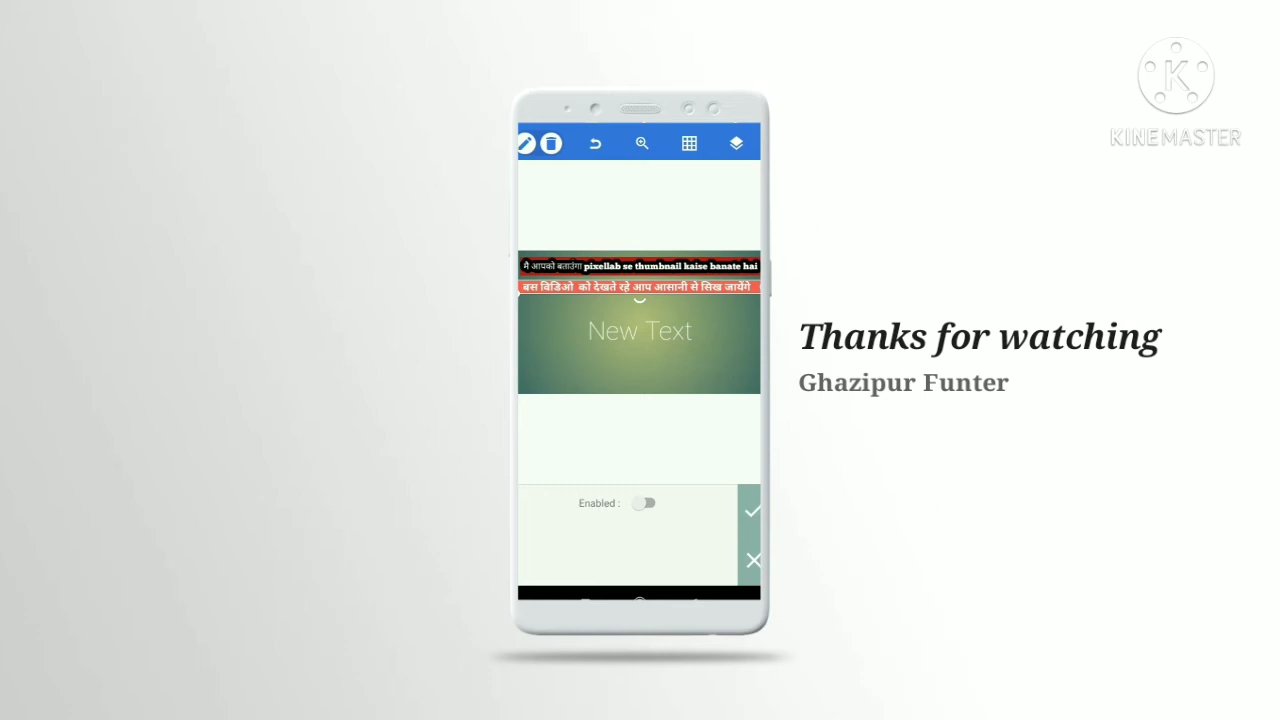 KINEMASTER
मै आपको बताउंगा pixellab se thumbnail kaise banate hai
बस विडिओ को देखते रहे आप आसानी से सिख जायेंगे
New Text
Thanks for watching
Ghazipur Funter
Enabled :